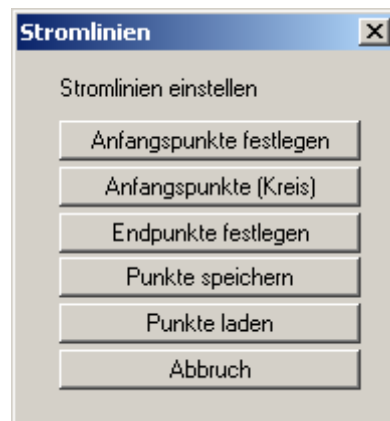 Stromlinien
Stromlinien einstellen
Anfangspunkte festlegen
Anfangspunkte (Kreis)
Endpunkte festlegen
Punkte speichern
Punkte laden
Abbruch